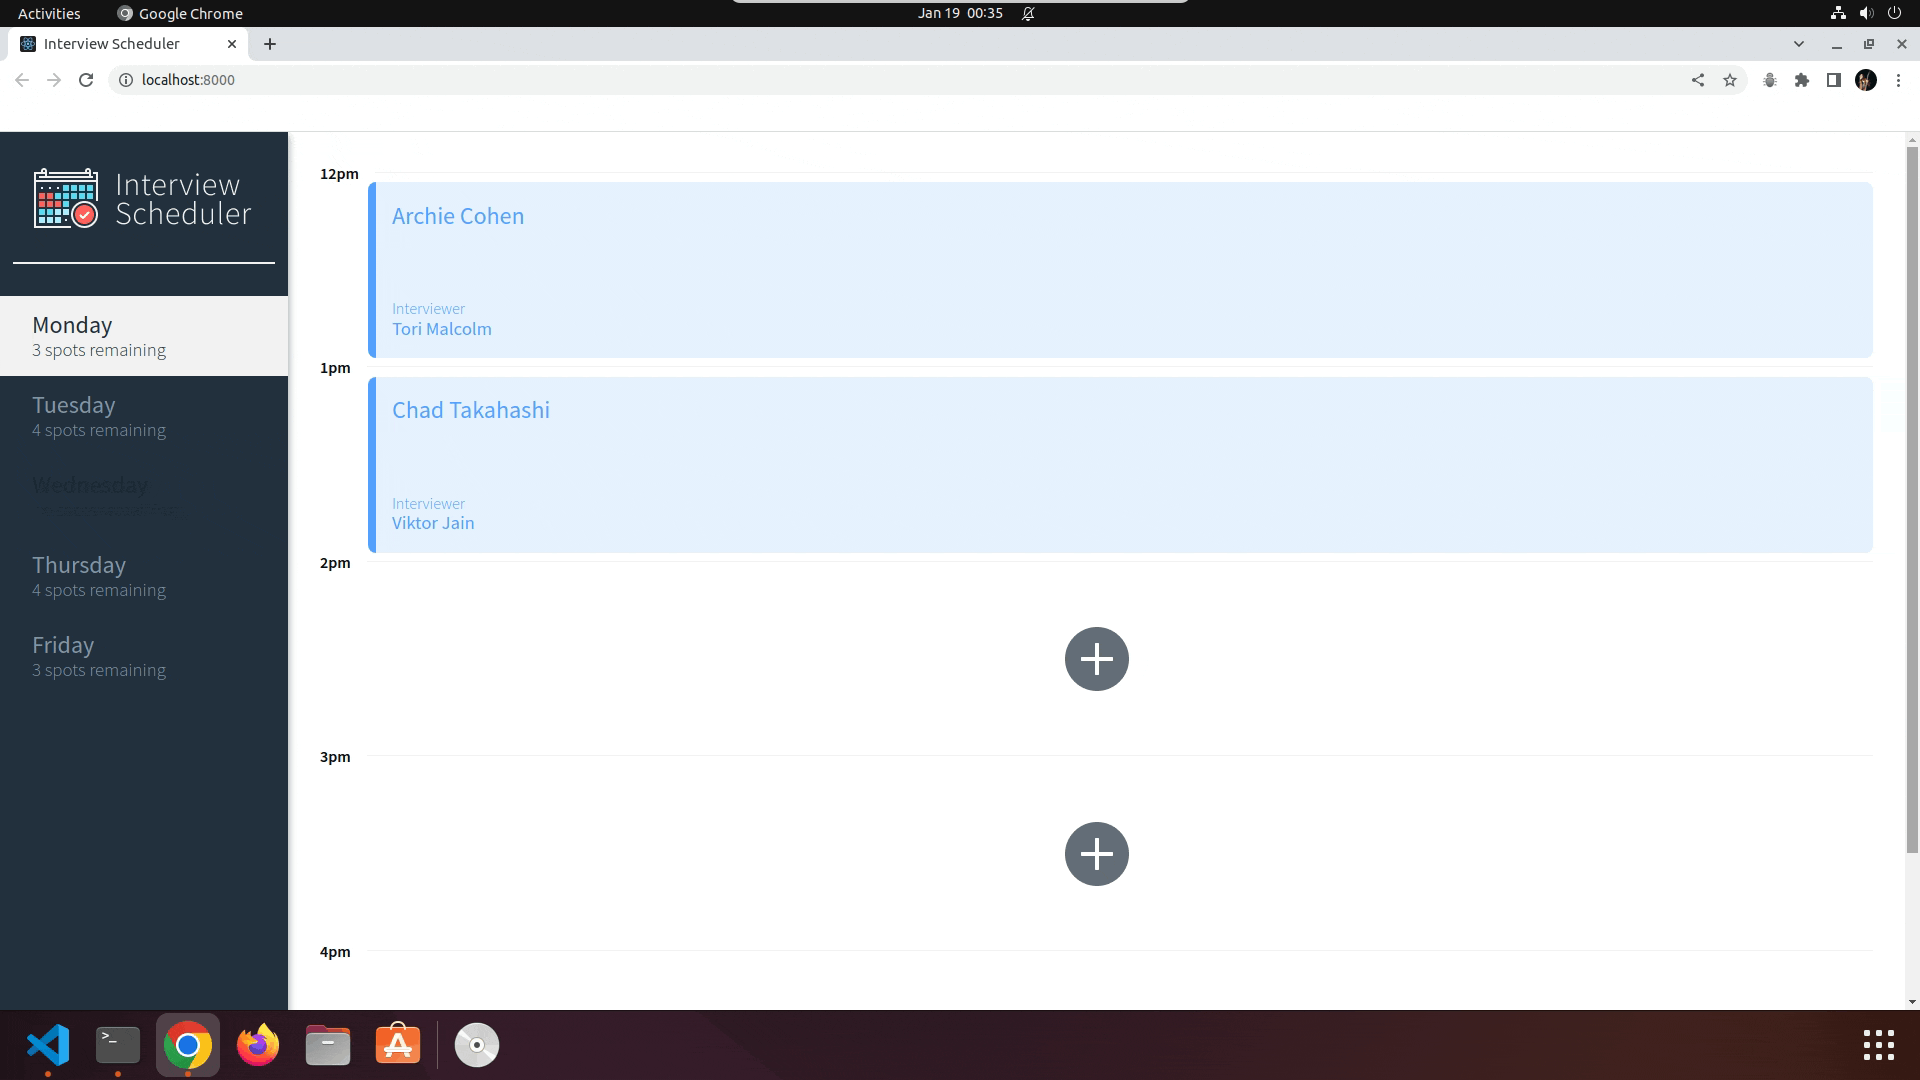 Activities
Google Chrome
Jan 19 00:35
Interview Scheduler
localhost:8000
Interview
Scheduler
Monday
3 spots remaining
Tuesday
4 spots remaining
Wednesday
Thursday
4 spots remaining
Friday
3 spots remaining
12pm
Archie Cohen
Interviewer
Tori Malcolm
1pm
Chad Takahashi
Interviewer
Viktor Jain
2pm
3pm
4pm